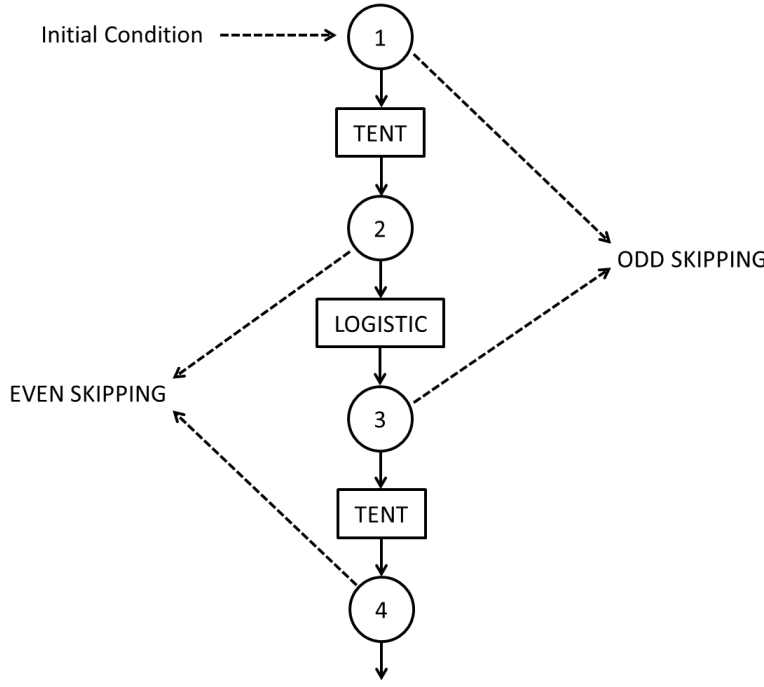 Initial Condition
1
TENT
2
ODD SKIPPING
LOGISTIC
EVEN SKIPPING
3
TENT
4